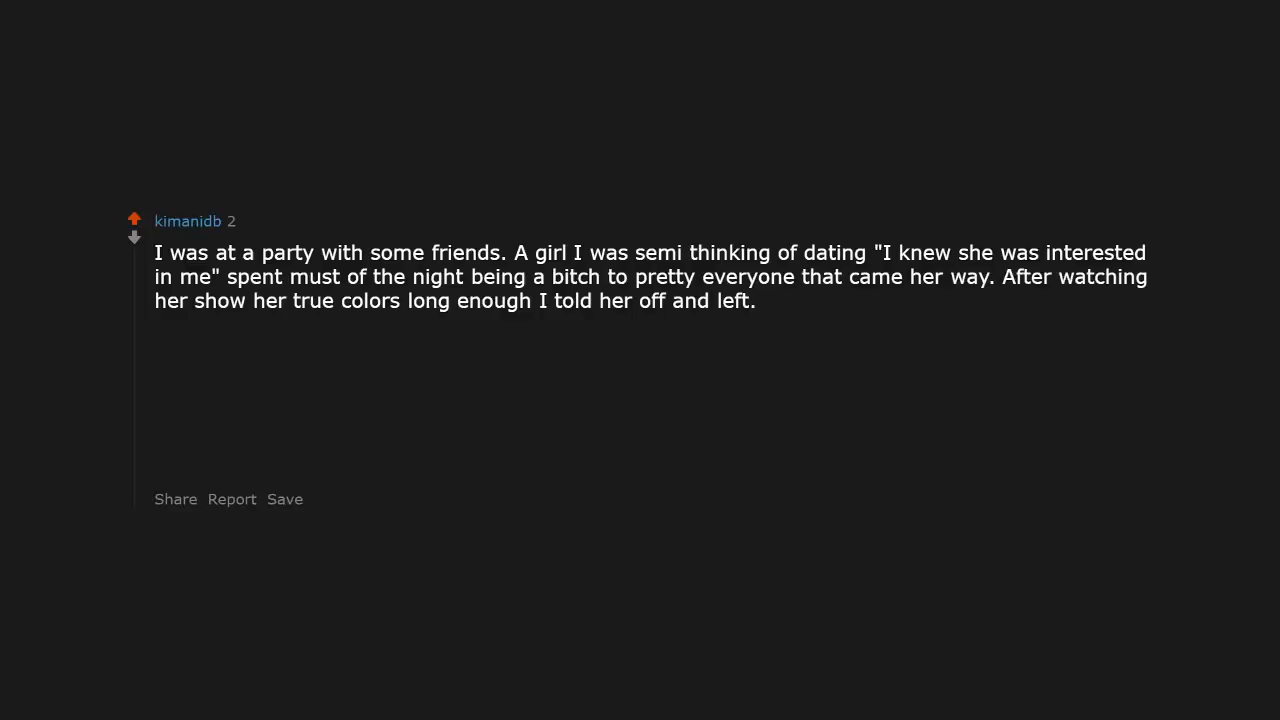 kimanidb 2
I was at a party with some friends. A girl I was semi thinking of dating "I knew she was interested
in me" spent must of the night being a bitch to pretty everyone that came her way. After watching
her show her true colors long enough I told her off and left.
Share Report Save